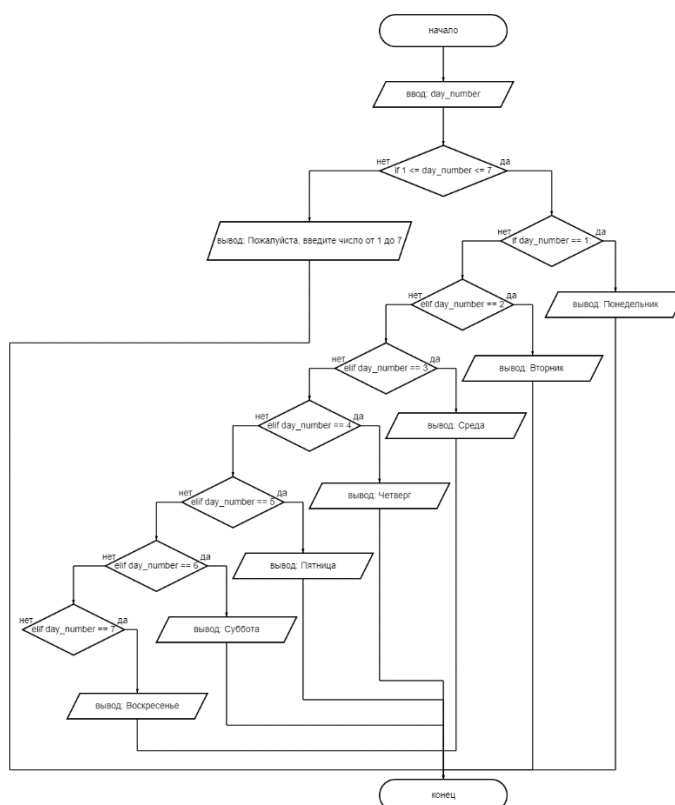 начало
ввод: day_number
нет
да
if 1 <= day_number <= 7
вывод: Пожалуйста, введите число от 1 до 7
нет
да
if day_number == 1:
вывод: Понедельник
нет
да
elif day_number == 2
вывод: Вторник
нет
да
elif day_number == 3
вывод: Среда
нет
да
elif day_number == 4
вывод: Четверг
нет
да
elif day_number == 5
вывод: Пятница
нет
да
elif day_number == 6
вывод: Суббота
нет
да
elif day_number == 7
вывод: Воскресенье
конец